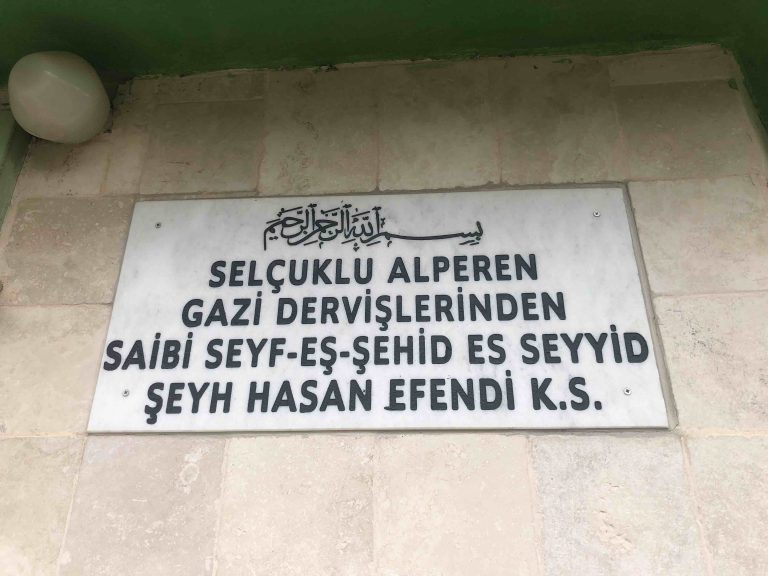 بسم الله الرحمن الرحيم
SELÇUKLU ALPEREN
GAZİ DERVİŞLERİNDEN
SAİBİ SEYF-EŞ-ŞEHİD ES SEYYİD
ŞEYH HASAN EFENDİ K.S.